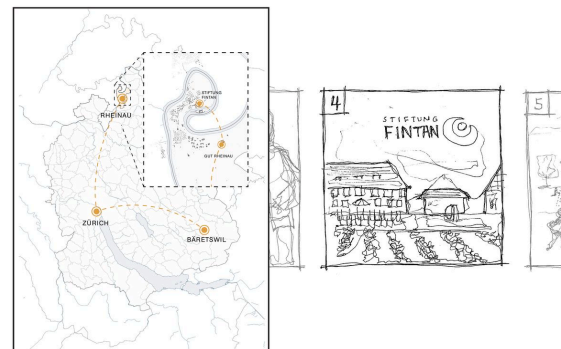 STIFTUNG
FINTAN
RHEINAU
GUT RHEINAU
ZÜRICH
BÄRETSWIL
4
STIFTUNG
FINTAN
5